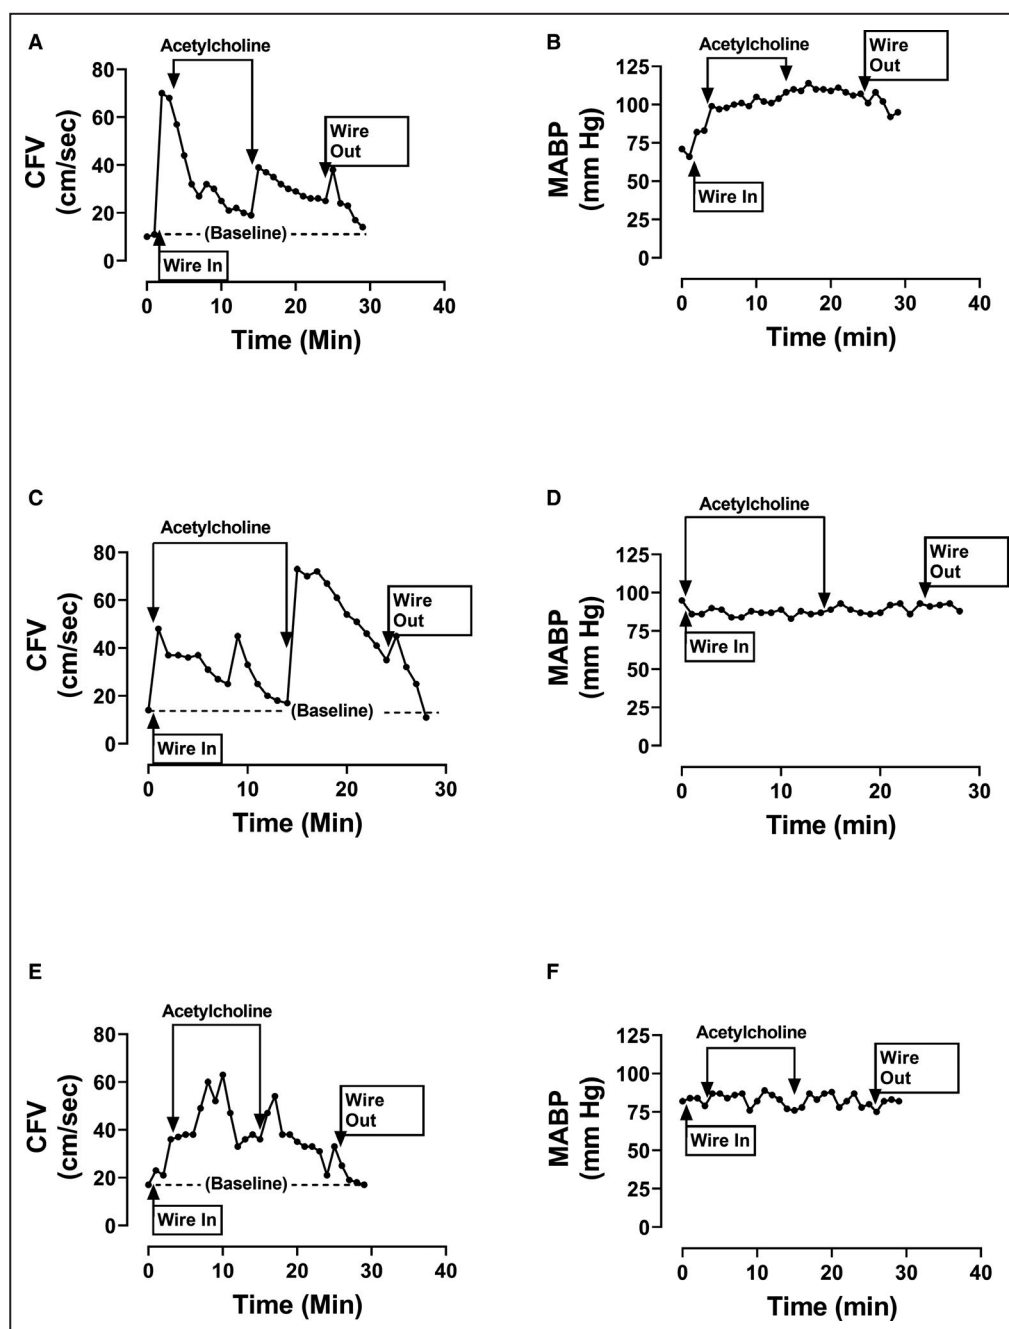 A
Acetylcholine
80
60
40
20
0
CFV
(cm/sec)
Wire
Out
(Baseline)
Wire In
0
10
20
30
40
Time (Min)
B
Acetylcholine
Wire
Out
125
100
75
50
25
0
MABP
(mm Hg)
Wire In
0
10
20
30
40
Time (min)
C
Acetylcholine
80
60
40
20
0
CFV
(cm/sec)
Wire
Out
(Baseline)
Wire In
0
10
20
30
Time (Min)
D
Acetylcholine
Wire
Out
125
100
75
50
25
0
MABP
(mm Hg)
Wire In
0
10
20
30
Time (min)
E
Acetylcholine
80
60
40
20
0
CFV
(cm/sec)
Wire
Out
(Baseline)
Wire In
0
10
20
30
40
Time (Min)
F
Acetylcholine
Wire
Out
125
100
75
50
25
0
MABP
(mm Hg)
Wire In
0
10
20
30
40
Time (min)